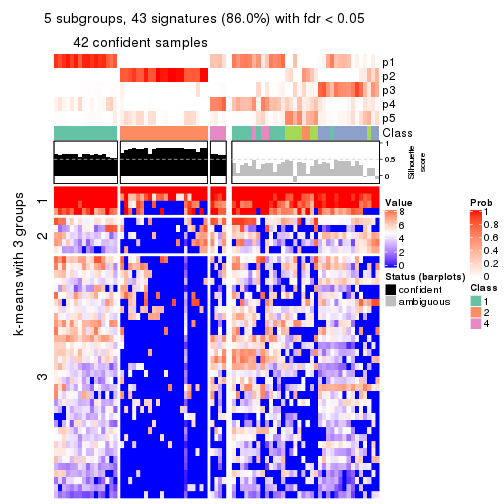 5 subgroups, 43 signatures (86.0%) with fdr < 0.05
42 confident samples
p1
p2
p3
p4
p5
Class
1
0.5
0
Silhouette
score
k-means with 3 groups
1
2
3
Value
8
6
4
2
0
Status (barplots)
confident
ambiguous
Prob
1
0.8
0.6
0.4
0.2
0
Class
1
2
4